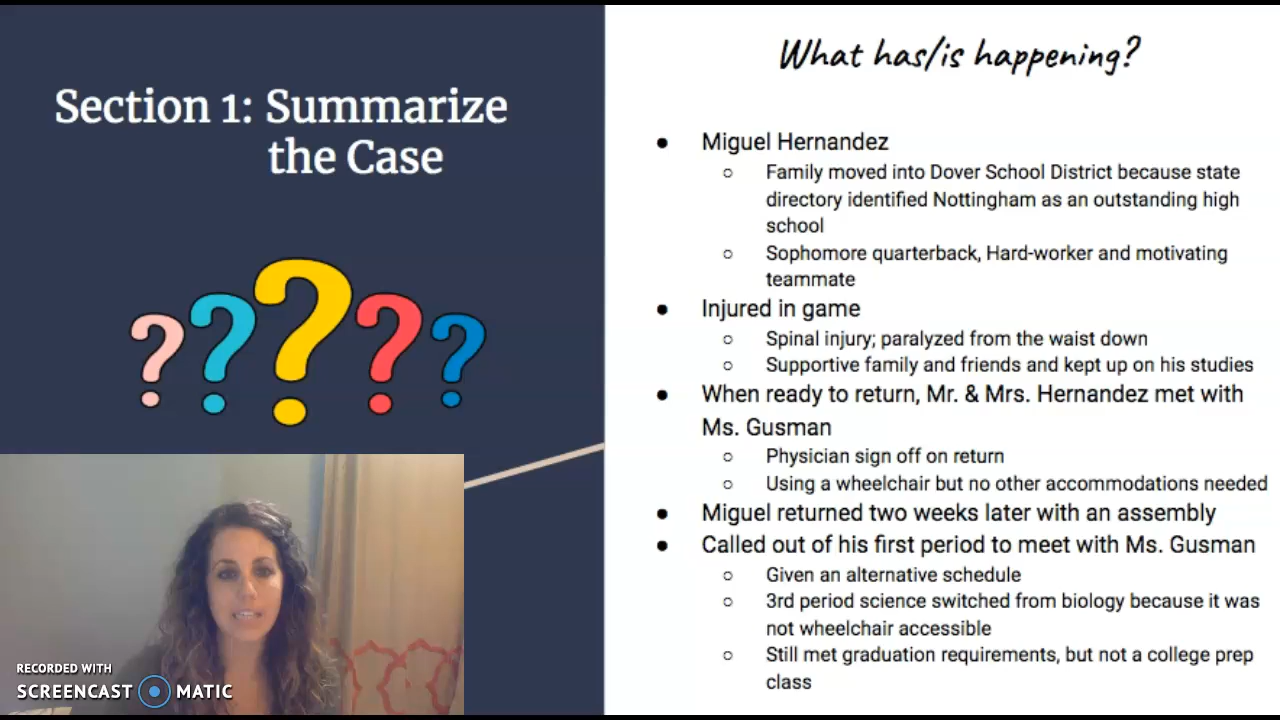 Section 1: Summarize
the Case
What has/is happening?
● Miguel Hernandez
○ Family moved into Dover School District because state
directory identified Nottingham as an outstanding high
school
○ Sophomore quarterback, Hard-worker and motivating
teammate
● Injured in game
○ Spinal injury; paralyzed from the waist down
○ Supportive family and friends and kept up on his studies
● When ready to return, Mr. & Mrs. Hernandez met with
Ms. Gusman
○ Physician sign off on return
○ Using a wheelchair but no other accommodations needed
● Miguel returned two weeks later with an assembly
● Called out of his first period to meet with Ms. Gusman
○ Given an alternative schedule
○ 3rd period science switched from biology because it was
not wheelchair accessible
○ Still met graduation requirements, but not a college prep
class
RECORDED WITH
SCREENCAST MATIC